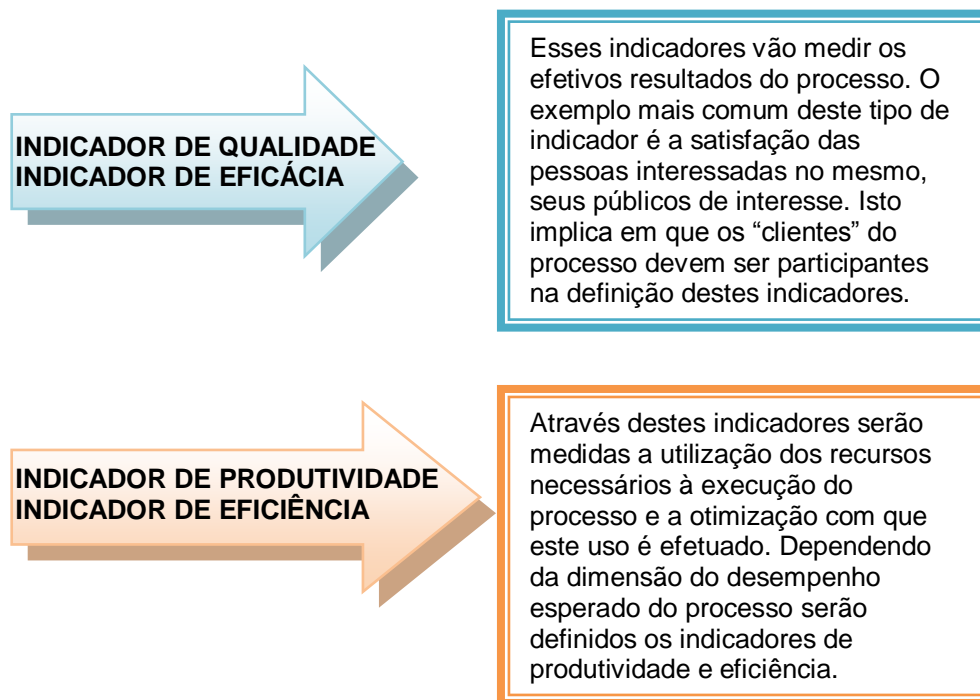 INDICADOR DE QUALIDADE
INDICADOR DE EFICÁCIA
Esses indicadores vão medir os
efetivos resultados do processo. O
exemplo mais comum deste tipo de
indicador é a satisfação das
pessoas interessadas no mesmo,
seus públicos de interesse. Isto
implica em que os “clientes” do
processo devem ser participantes
na definição destes indicadores.
INDICADOR DE PRODUTIVIDADE
INDICADOR DE EFICIÊNCIA
Através destes indicadores serão
medidas a utilização dos recursos
necessários à execução do
processo e a otimização com que
este uso é efetuado. Dependendo
da dimensão do desempenho
esperado do processo serão
definidos os indicadores de
produtividade e eficiência.